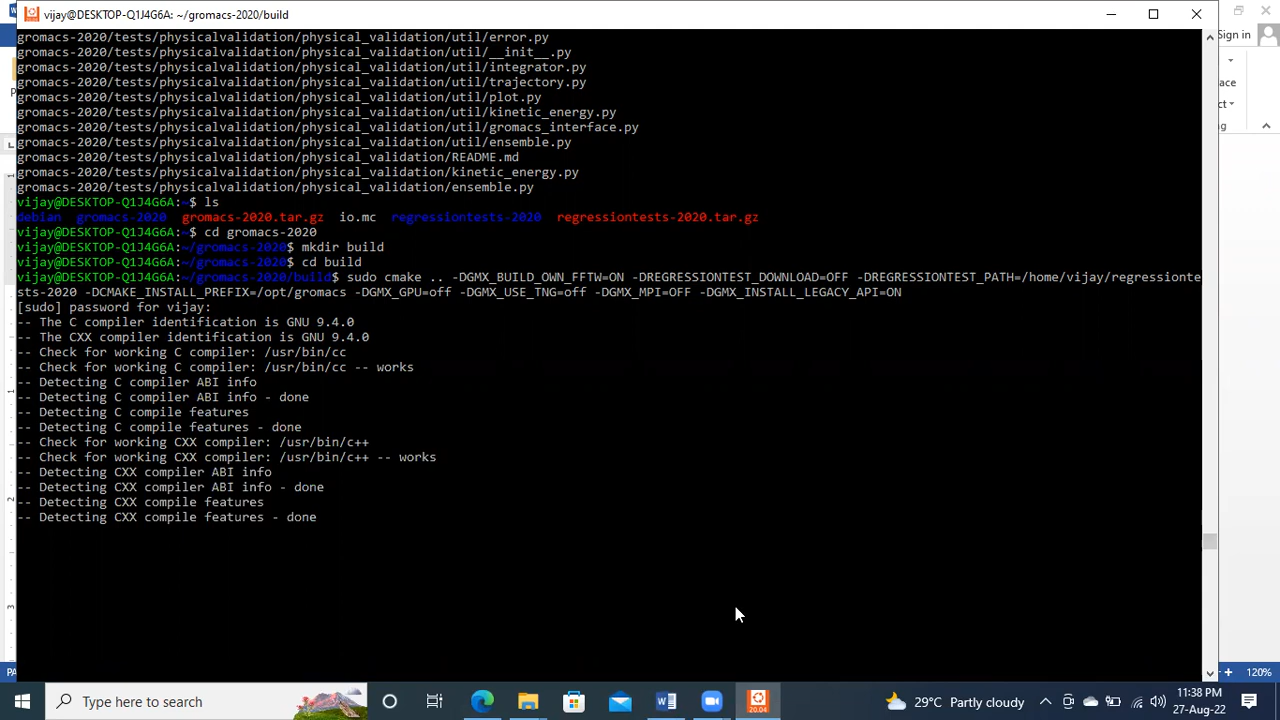 vijay@DESKTOP-Q1J4G6A: ~/gromacs-2020/build
Sign in
gromacs-2020/tests/physicalvalidation/physical_validation/util/error.py
gromacs-2020/tests/physicalvalidation/physical_validation/util/__init__.py
gromacs-2020/tests/physicalvalidation/physical_validation/util/integrator.py
gromacs-2020/tests/physicalvalidation/physical_validation/util/trajectory.py
gromacs-2020/tests/physicalvalidation/physical_validation/util/plot.py
gromacs-2020/tests/physicalvalidation/physical_validation/util/kinetic_energy.py
gromacs-2020/tests/physicalvalidation/physical_validation/util/gromacs_interface.py
gromacs-2020/tests/physicalvalidation/physical_validation/util/ensemble.py
gromacs-2020/tests/physicalvalidation/physical_validation/README.md
gromacs-2020/tests/physicalvalidation/physical_validation/kinetic_energy.py
gromacs-2020/tests/physicalvalidation/physical_validation/ensemble.py
vijay@DESKTOP-Q1J4G6A:~$ ls
debian gromacs-2020 gromacs-2020.tar.gz io.mc regressiontests-2020 regressiontests-2020.tar.gz
vijay@DESKTOP-Q1J4G6A:~$ cd gromacs-2020
vijay@DESKTOP-Q1J4G6A:~/gromacs-2020$ mkdir build
vijay@DESKTOP-Q1J4G6A:~/gromacs-2020$ cd build
vijay@DESKTOP-Q1J4G6A:~/gromacs-2020/build$ sudo cmake .. -DGMX_BUILD_OWN_FFTW=ON -DREGRESSIONTEST_DOWNLOAD=OFF -DREGRESSIONTEST_PATH=/home/vijay/regressionte
sts-2020 -DCMAKE_INSTALL_PREFIX=/opt/gromacs -DGMX_GPU=off -DGMX_USE_TNG=off -DGMX_MPI=OFF -DGMX_INSTALL_LEGACY_API=ON
[sudo] password for vijay:
-- The C compiler identification is GNU 9.4.0
-- The CXX compiler identification is GNU 9.4.0
-- Check for working C compiler: /usr/bin/cc
-- Check for working C compiler: /usr/bin/cc -- works
-- Detecting C compiler ABI info
-- Detecting C compiler ABI info - done
-- Detecting C compile features
-- Detecting C compile features - done
-- Check for working CXX compiler: /usr/bin/c++
-- Check for working CXX compiler: /usr/bin/c++ -- works
-- Detecting CXX compiler ABI info
-- Detecting CXX compiler ABI info - done
-- Detecting CXX compile features
-- Detecting CXX compile features - done
120%
Type here to search
20.04
29°C Partly cloudy
11:38 PM
27-Aug-22